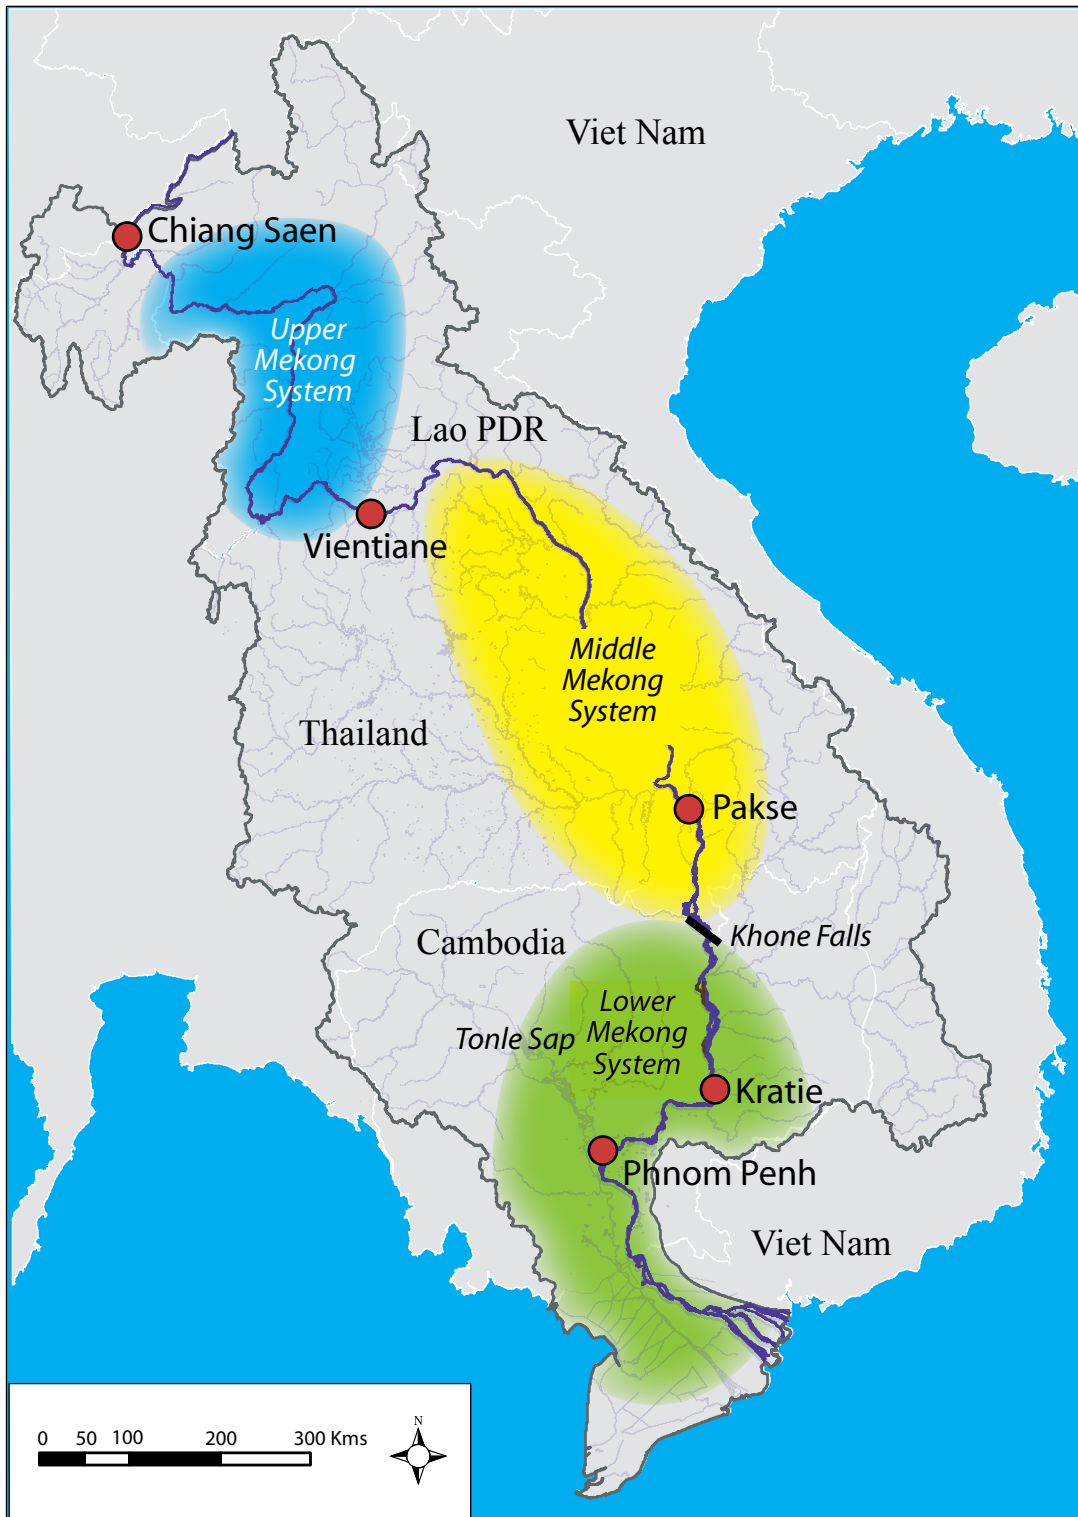 Viet Nam
Chiang Saen
Upper
Mekong
System
Lao PDR
Vientiane
Middle
Mekong
System
Thailand
Pakse
Cambodia
Khone Falls
Lower
Mekong
System
Tonle Sap
Kratie
Phnom Penh
Viet Nam
N
0 50 100 200 300 Kms